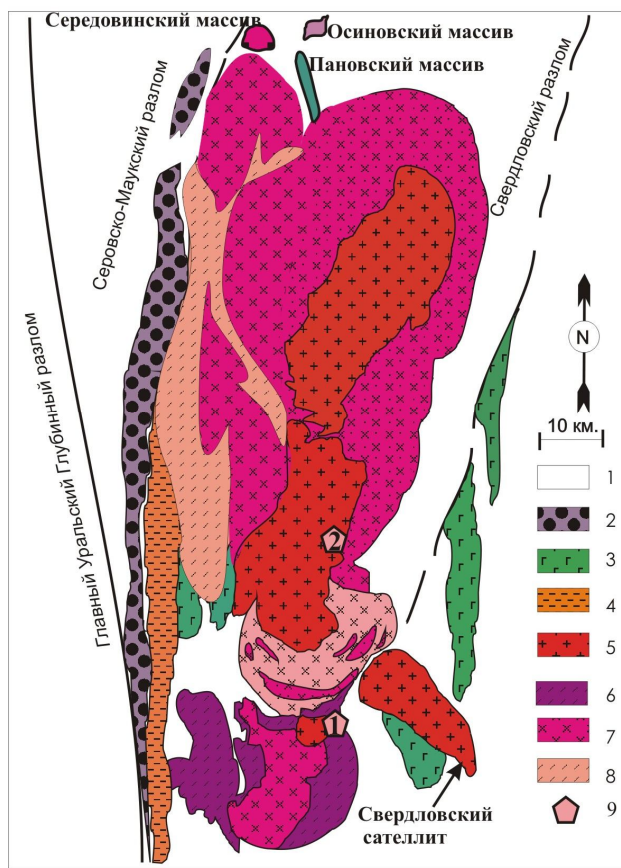 Середовинский массив
Осиновский массив
Пановский массив
Серовско-Маукский разлом
Свердловский разлом
Главный Уральский Глубинный разлом
N
10 км.
1
2
3
4
5
6
7
8
9
2
1
Свердловский
сателлит